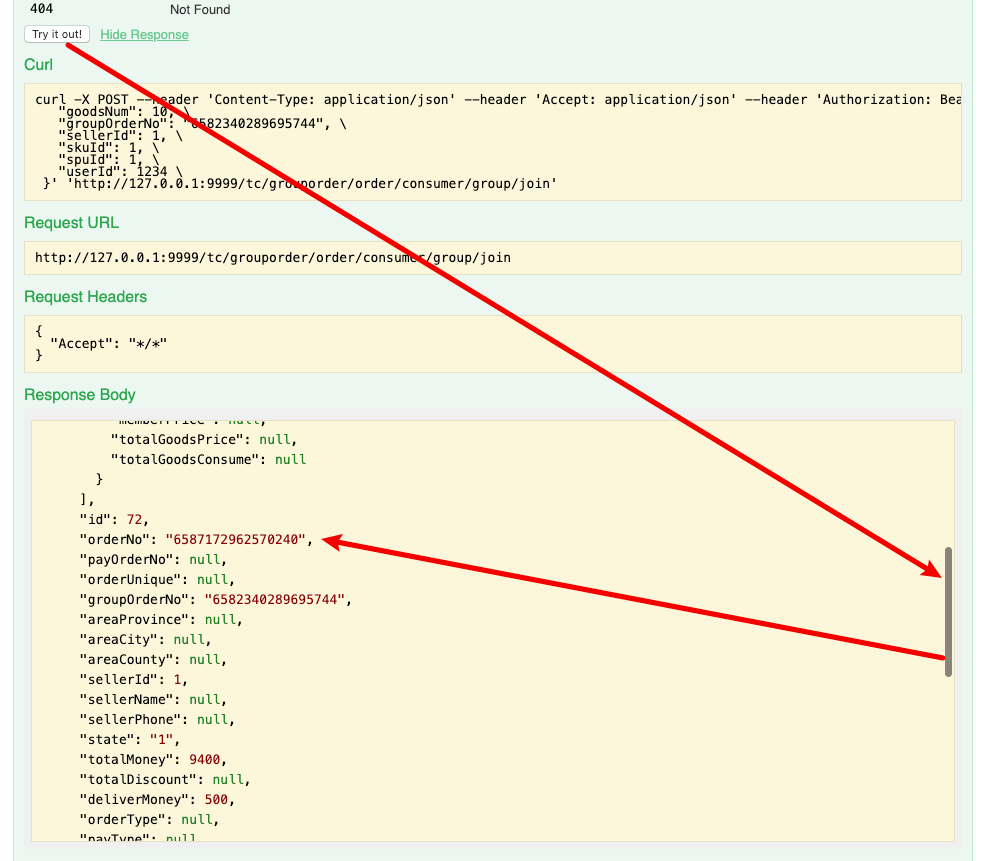 404 Not Found
Try it out! Hide Response
Curl
curl -X POST --header 'Content-Type: application/json' --header 'Accept: application/json' --header 'Authorization: Bea
"goodsNum": 10, \
"groupOrderNo": "6582340289695744", \
"sellerId": 1, \
"skuId": 1, \
"spuId": 1, \
"userId": 1234 \
}' 'http://127.0.0.1:9999/tc/grouporder/order/consumer/group/join'
Request URL
http://127.0.0.1:9999/tc/grouporder/order/consumer/group/join
Request Headers
{
"Accept": "*/*"
}
Response Body
"memberPrice": null,
"totalGoodsPrice": null,
"totalGoodsConsume": null
}
],
"id": 72,
"orderNo": "6587172962570240",
"payOrderNo": null,
"orderUnique": null,
"groupOrderNo": "6582340289695744",
"areaProvince": null,
"areaCity": null,
"areaCounty": null,
"sellerId": 1,
"sellerName": null,
"sellerPhone": null,
"state": "1",
"totalMoney": 9400,
"totalDiscount": null,
"deliverMoney": 500,
"orderType": null,
"payType": null